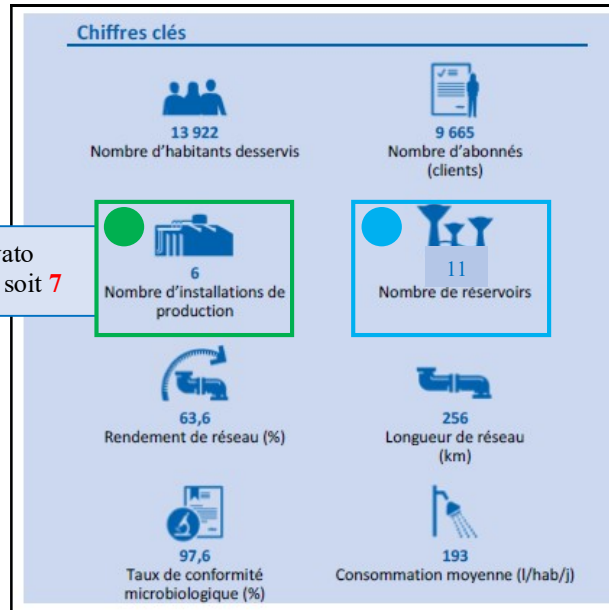 Chiffres clés
13 922
Nombre d'habitants desservis
9 665
Nombre d'abonnés
(clients)
vato
soit 7
6
Nombre d'installations de
production
11
Nombre de réservoirs
63,6
Rendement de réseau (%)
256
Longueur de réseau
(km)
97,6
Taux de conformité
microbiologique (%)
193
Consommation moyenne (l/hab/j)